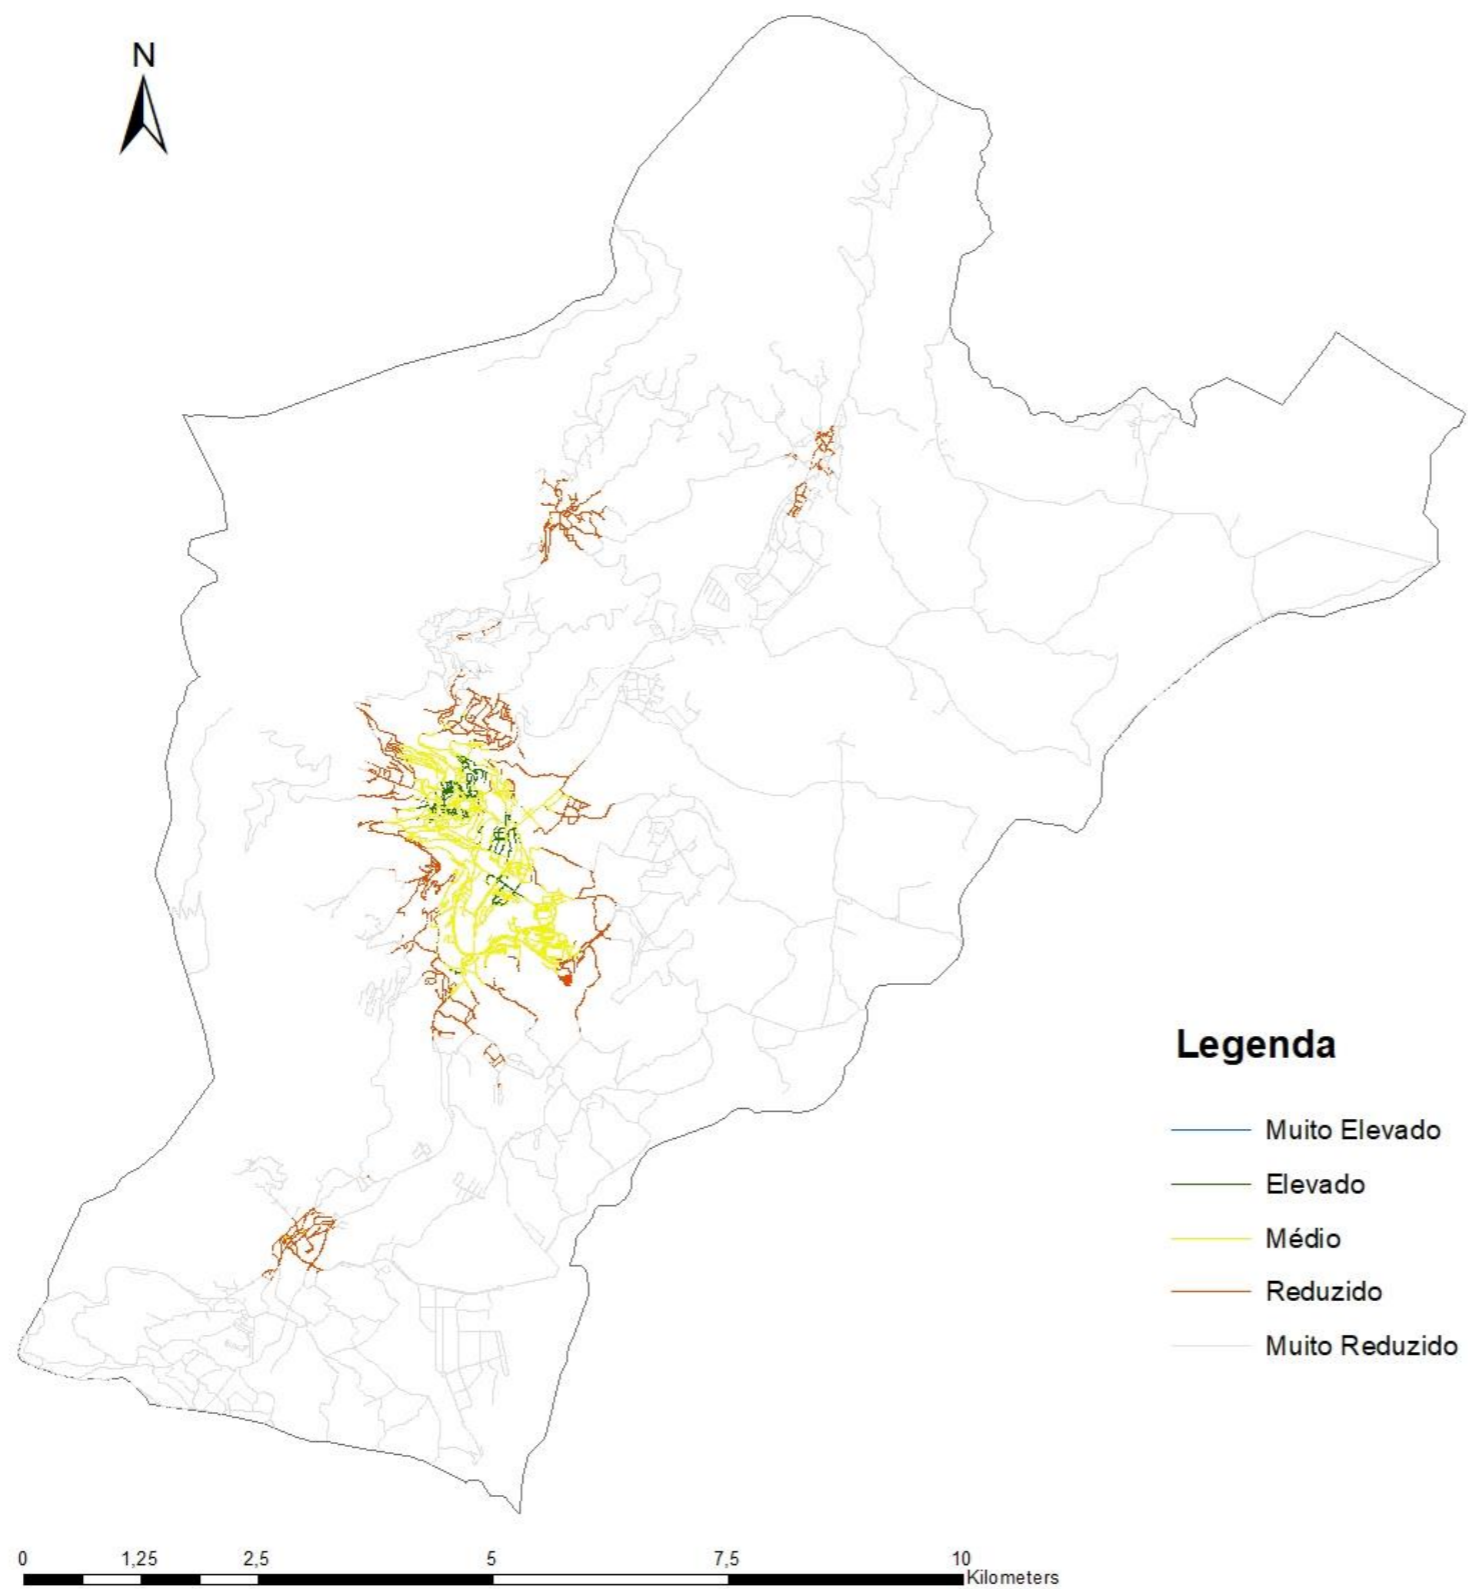 N
Legenda
Muito Elevado
Elevado
Médio
Reduzido
Muito Reduzido
0 1,25 2,5 5 7,5 10
Kilometers